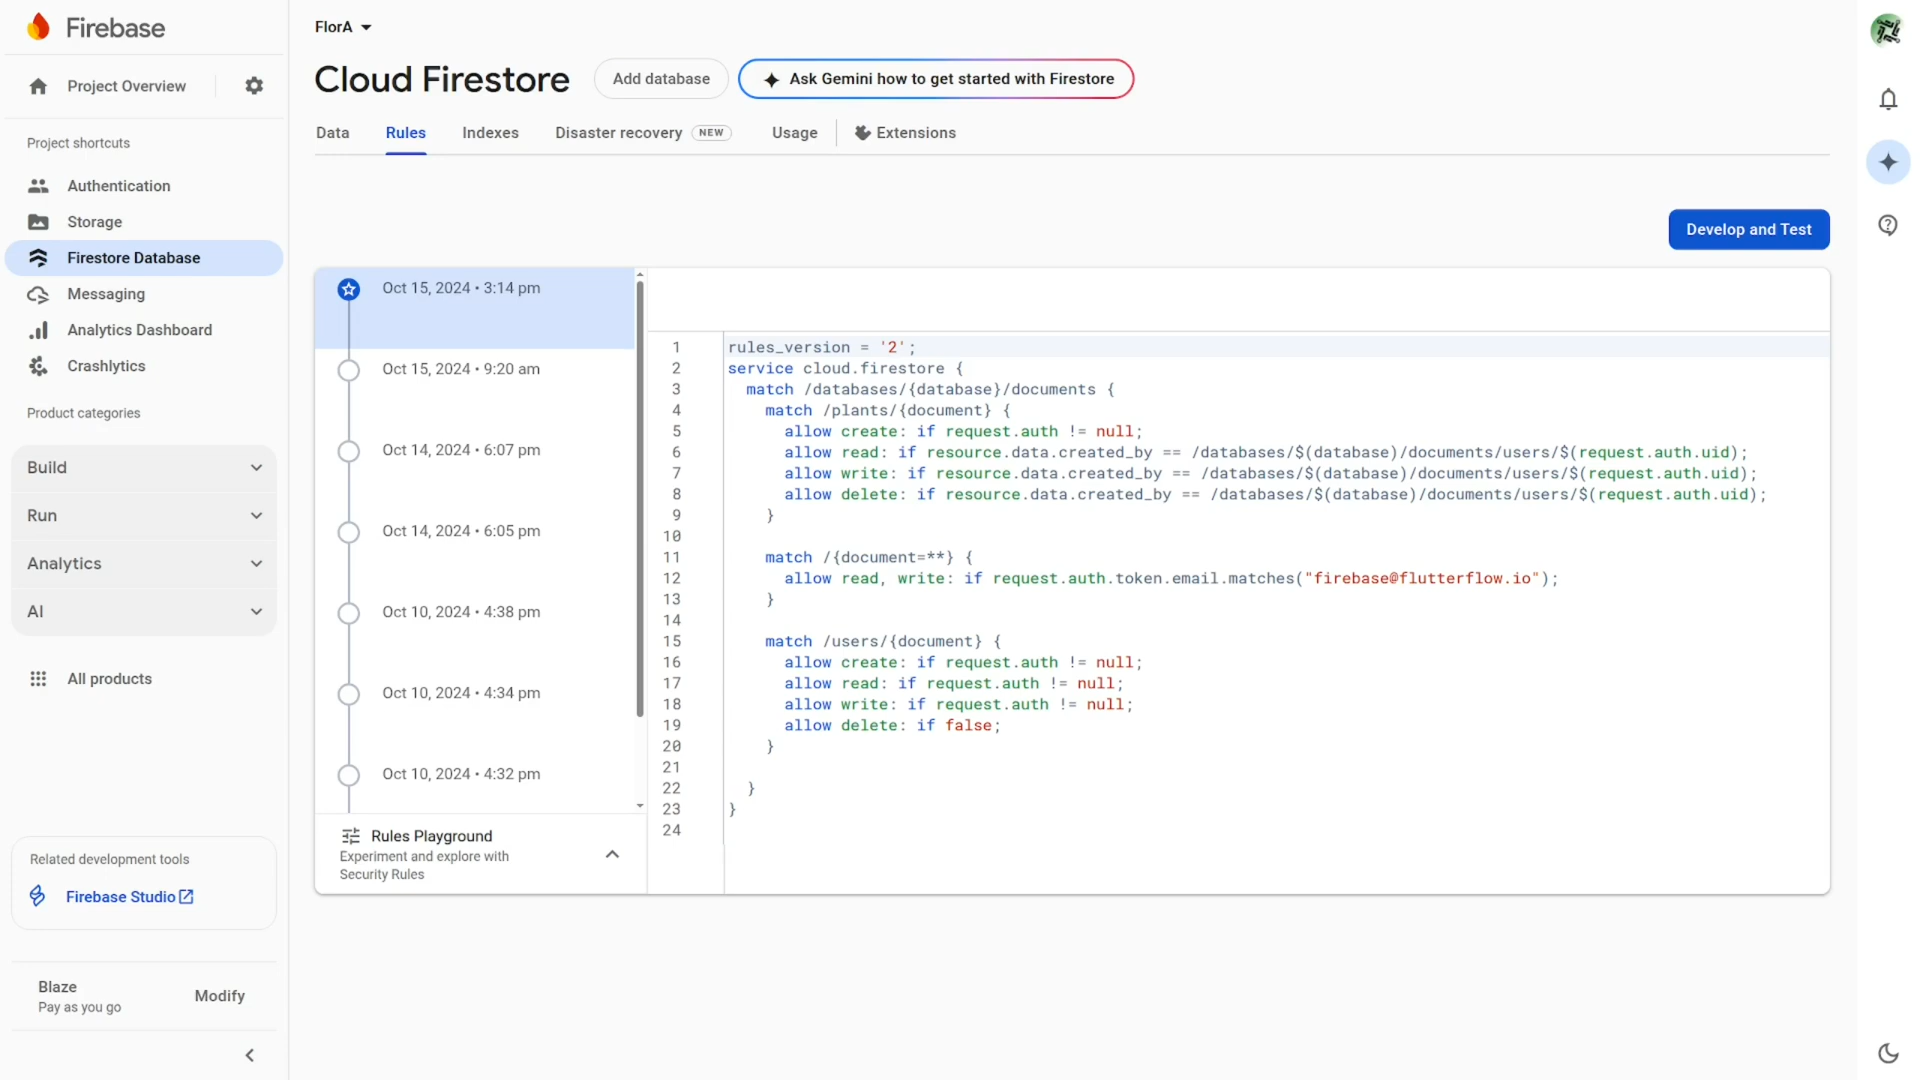 Firebase
Project Overview
Project shortcuts
Authentication
Storage
Firestore Database
Messaging
Analytics Dashboard
Crashlytics
Product categories
Build
Run
Analytics
AI
All products
Related development tools
Firebase Studio
Blaze
Pay as you go
Modify
FlorA
Cloud Firestore
Add database
Ask Gemini how to get started with Firestore
Data
Rules
Indexes
Disaster recovery NEW
Usage
Extensions
Develop and Test
Oct 15, 2024 • 3:14 pm
Oct 15, 2024 • 9:20 am
Oct 14, 2024 • 6:07 pm
Oct 14, 2024 • 6:05 pm
Oct 10, 2024 • 4:38 pm
Oct 10, 2024 • 4:34 pm
Oct 10, 2024 • 4:32 pm
Rules Playground
Experiment and explore with
Security Rules
1 rules_version = '2';
2 service cloud.firestore {
3 match /databases/{database}/documents {
4 match /plants/{document} {
5 allow create: if request.auth != null;
6 allow read: if resource.data.created_by == /databases/$(database)/documents/users/$(request.auth.uid);
7 allow write: if resource.data.created_by == /databases/$(database)/documents/users/$(request.auth.uid);
8 allow delete: if resource.data.created_by == /databases/$(database)/documents/users/$(request.auth.uid);
9 }
10
11 match /{document=**} {
12 allow read, write: if request.auth.token.email.matches("firebase@flutterflow.io");
13 }
14
15 match /users/{document} {
16 allow create: if request.auth != null;
17 allow read: if request.auth != null;
18 allow write: if request.auth != null;
19 allow delete: if false;
20 }
21
22 }
23 }
24